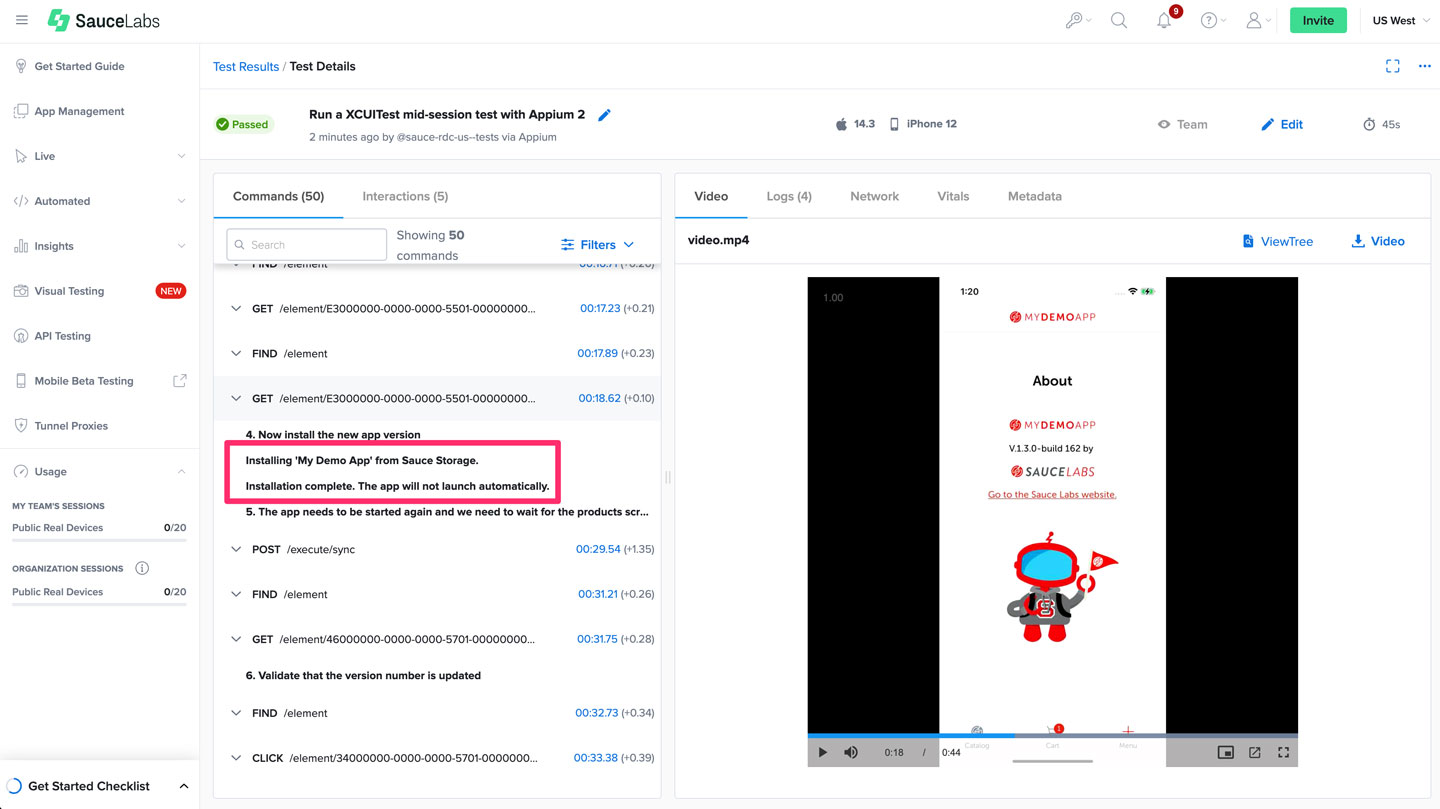 SauceLabs
9
Invite
US West
Get Started Guide
App Management
Live
Automated
Insights
Visual Testing NEW
API Testing
Mobile Beta Testing
Tunnel Proxies
Usage
MY TEAM'S SESSIONS
Public Real Devices 0/20
ORGANIZATION SESSIONS
Public Real Devices 0/20
Get Started Checklist
Test Results / Test Details
Passed
Run a XCUITest mid-session test with Appium 2
2 minutes ago by @sauce-rdc-us--tests via Appium
14.3 iPhone 12
Team
Edit
45s
Commands (50) Interactions (5)
Search
Showing 50
commands
Filters
FIND /element
GET /element/E3000000-0000-0000-5501-00000000... 00:17.23 (+0.21)
FIND /element 00:17.89 (+0.23)
GET /element/E3000000-0000-0000-5501-00000000... 00:18.62 (+0.10)
4. Now install the new app version
Installing 'My Demo App' from Sauce Storage.
Installation complete. The app will not launch automatically.
5. The app needs to be started again and we need to wait for the products scr...
POST /execute/sync 00:29.54 (+1.35)
FIND /element 00:31.21 (+0.26)
GET /element/46000000-0000-0000-5701-00000000... 00:31.75 (+0.28)
6. Validate that the version number is updated
FIND /element 00:32.73 (+0.34)
CLICK /element/34000000-0000-0000-5701-0000000... 00:33.38 (+0.39)
Video Logs (4) Network Vitals Metadata
video.mp4
ViewTree
Video
1.00
1:20
MYDEMOAPP
About
MYDEMOAPP
V.1.3.0-build 162 by
SAUCELABS
Go to the Sauce Labs website.
S
1
Catalog Cart Menu
0:18 / 0:44